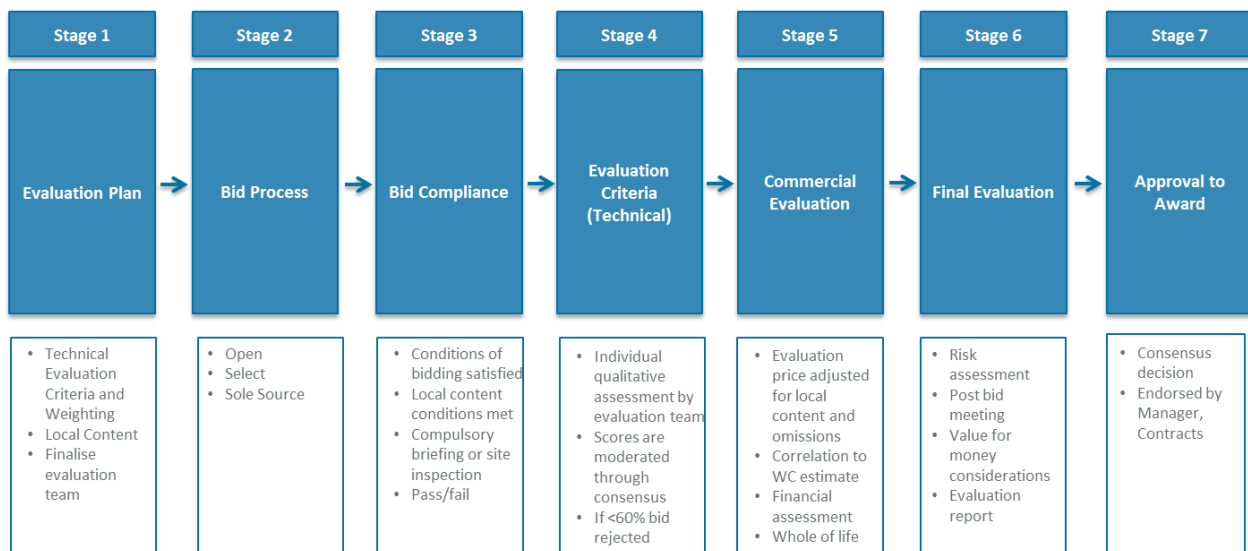 Stage 1
Stage 2
Stage 3
Stage 4
Stage 5
Stage 6
Stage 7
Evaluation Plan
Bid Process
Bid Compliance
Evaluation
Criteria
(Technical)
Commercial
Evaluation
Final Evaluation
Approval to
Award
• Technical
Evaluation
Criteria and
Weighting
• Local Content
• Finalise
evaluation
team
• Open
• Select
• Sole Source
• Conditions of
bidding satisfied
• Local content
conditions met
• Compulsory
briefing or site
inspection
• Pass/fail
• Individual
qualitative
assessment by
evaluation team
• Scores are
moderated
through
consensus
• If <60% bid
rejected
• Evaluation
price adjusted
for local
content and
omissions
• Correlation to
WC estimate
• Financial
assessment
• Whole of life
• Risk
assessment
• Post bid
meeting
• Value for
money
considerations
• Evaluation
report
• Consensus
decision
• Endorsed by
Manager,
Contracts